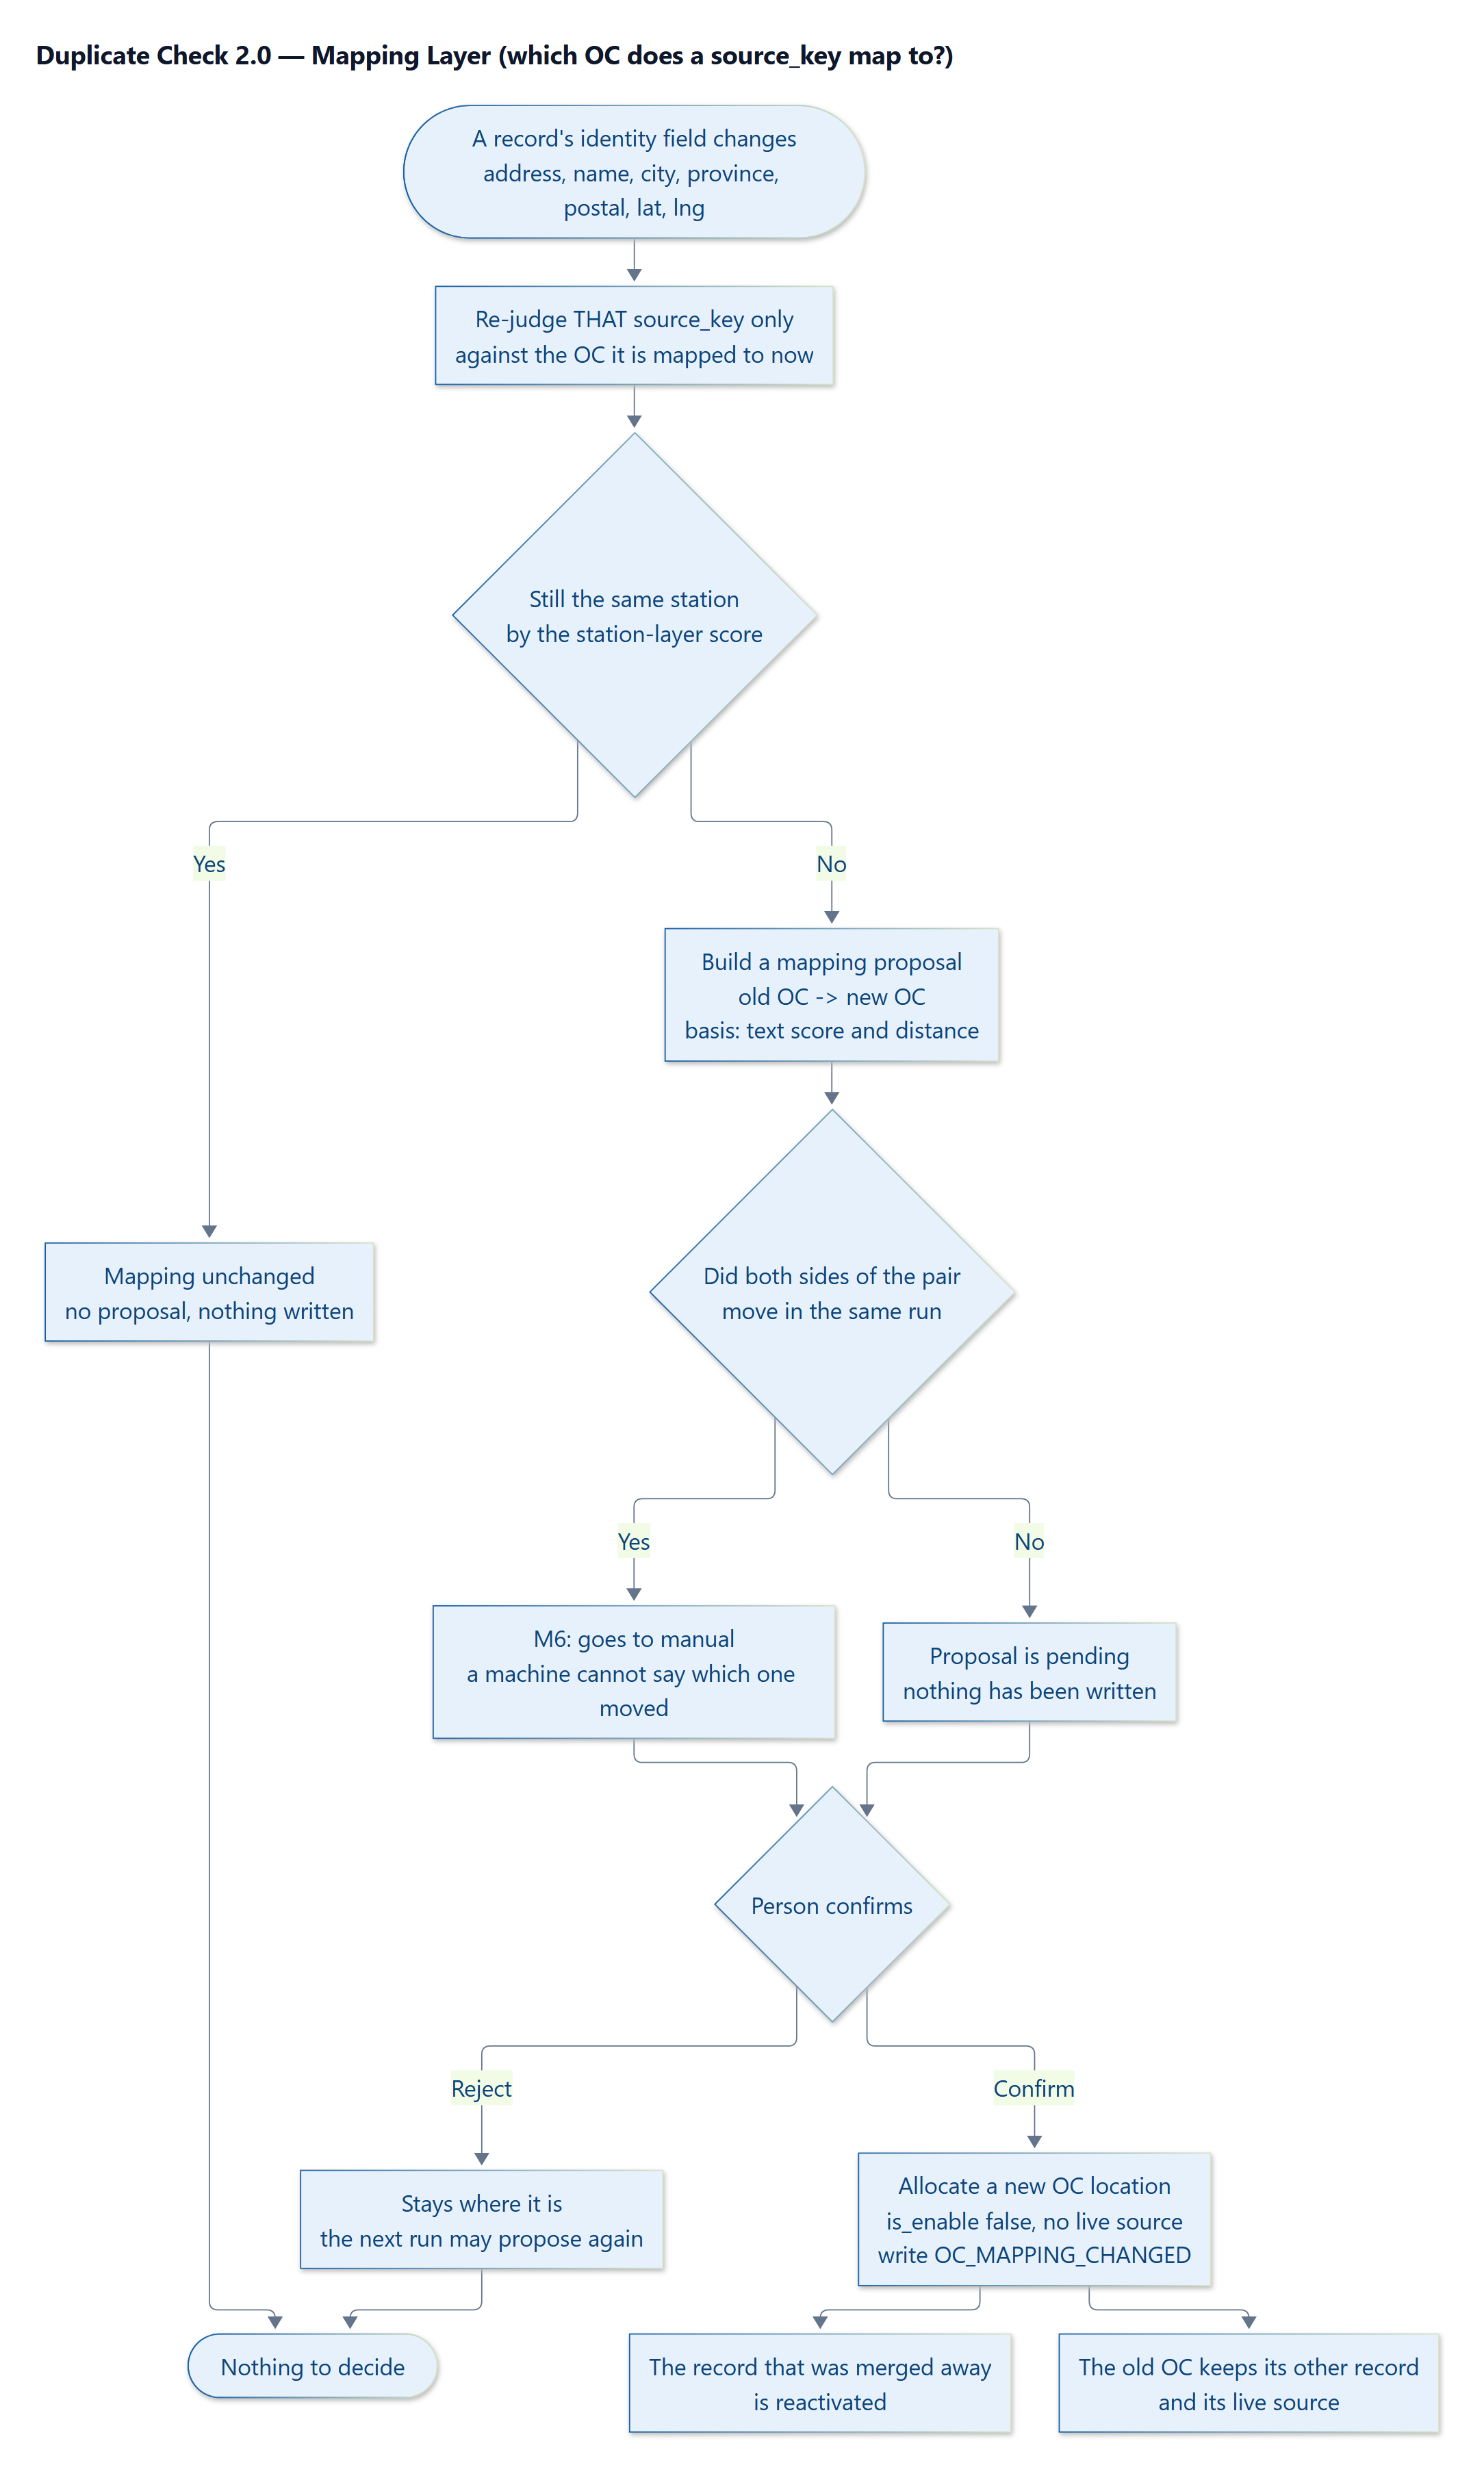 Duplicate Check 2.0 — Mapping Layer (which OC does a source_key map to?)
A record's identity field changes
address, name, city, province,
postal, lat, lng
Re-judge THAT source_key only
against the OC it is mapped to now
Still the same station
by the station-layer score
Yes
No
Build a mapping proposal
old OC -> new OC
basis: text score and distance
Mapping unchanged
no proposal, nothing written
Did both sides of the pair
move in the same run
Yes
No
M6: goes to manual
a machine cannot say which one
moved
Proposal is pending
nothing has been written
Person confirms
Reject
Confirm
Stays where it is
the next run may propose again
Allocate a new OC location
is_enable false, no live source
write OC_MAPPING_CHANGED
Nothing to decide
The record that was merged away
is reactivated
The old OC keeps its other record
and its live source